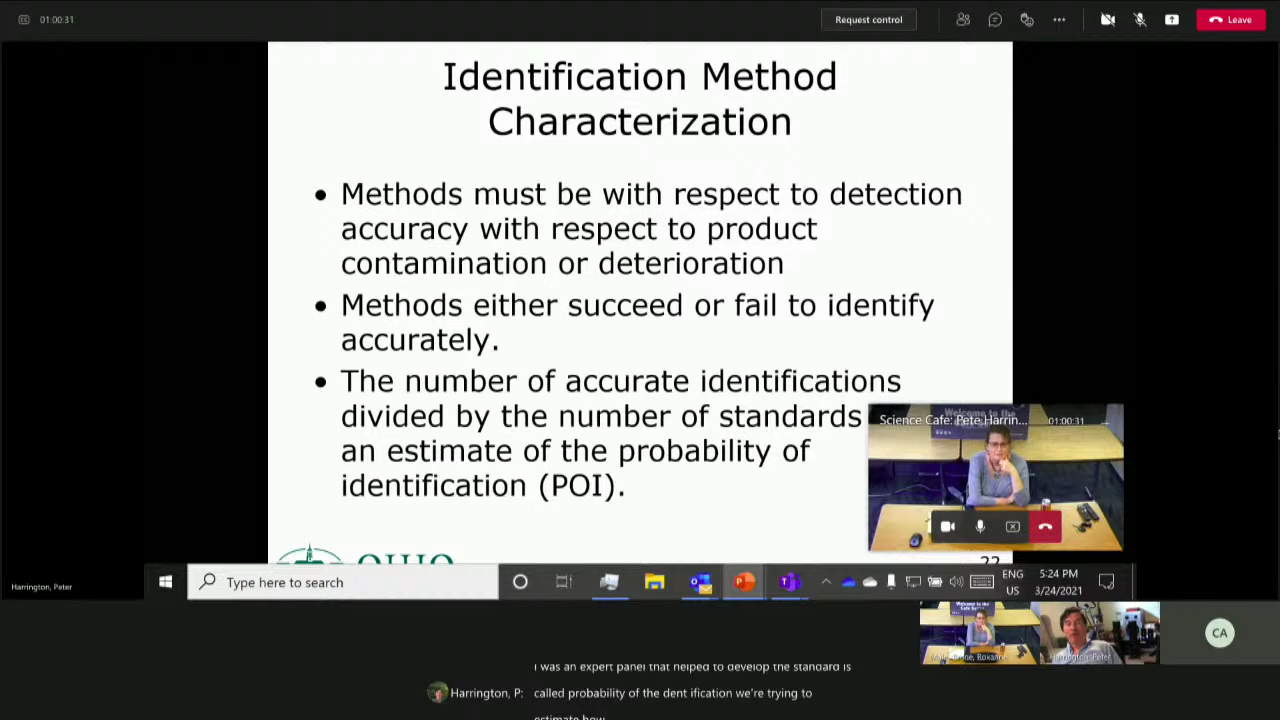 01:00:31
Request control
Leave
Identification Method
Characterization
• Methods must be with respect to detection
accuracy with respect to product
contamination or deterioration
• Methods either succeed or fail to identify
accurately.
• The number of accurate identifications
divided by the number of standards
an estimate of the probability of
identification (POI).
Welcome to the
Science Cafe: Pete Harrin...
01:00:31
OHIO
22
Harrington, Peter
Type here to search
ENG
US
5:24 PM
3/24/2021
Harrington, Peter
CA
I was an expert panel that helped to develop the standard is
Harrington, P:
called probability of the dent ification we're trying to
estimate how